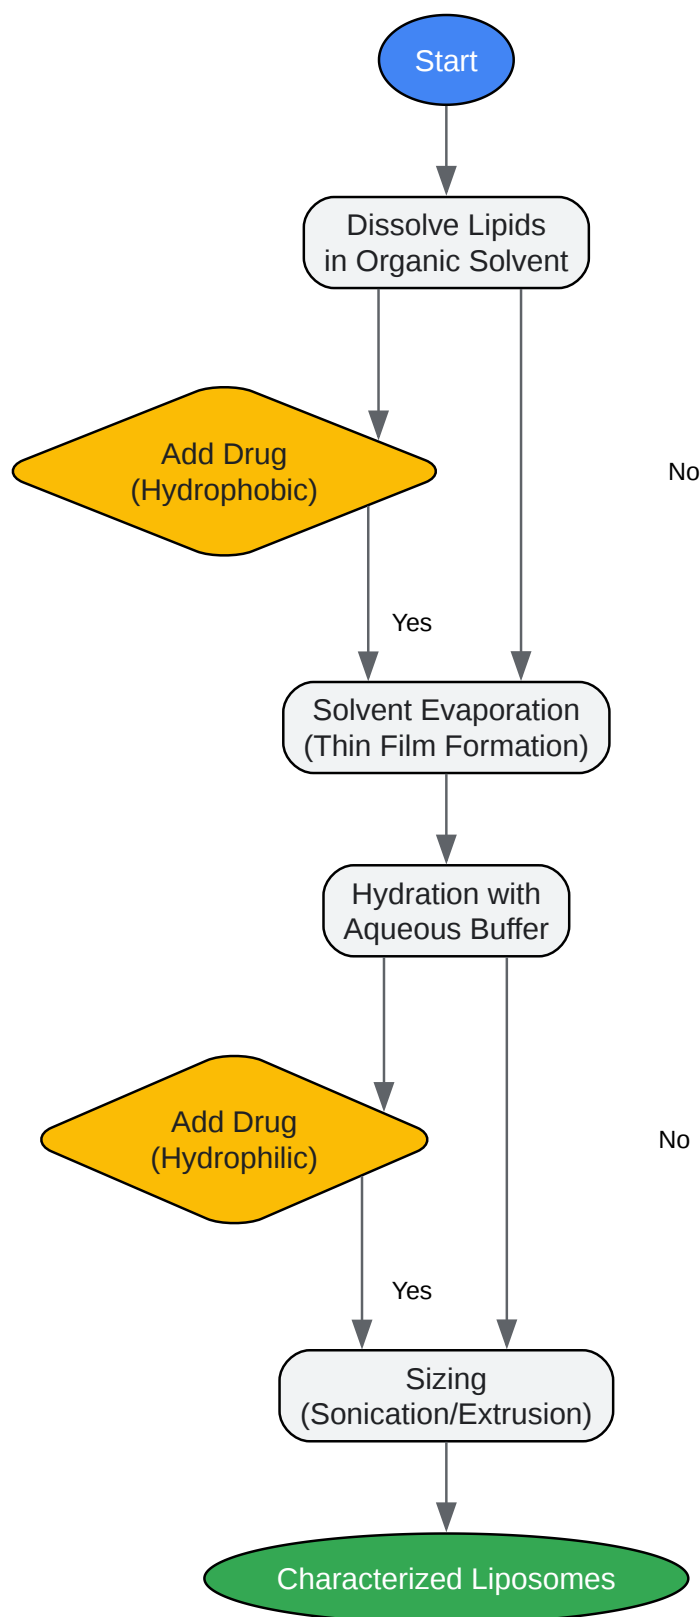 Start
Dissolve Lipids
in Organic Solvent
Add Drug
(Hydrophobic)
No
Yes
Solvent Evaporation
(Thin Film Formation)
Hydration with
Aqueous Buffer
Add Drug
(Hydrophilic)
No
Yes
Sizing
(Sonication/Extrusion)
Characterized Liposomes